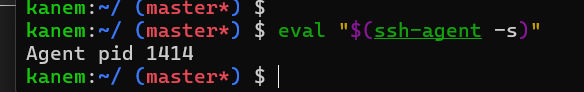 kanem:~/ (master*) $
kanem:~/ (master*) $ eval "$(ssh-agent -s)"
Agent pid 1414
kanem:~/ (master*) $